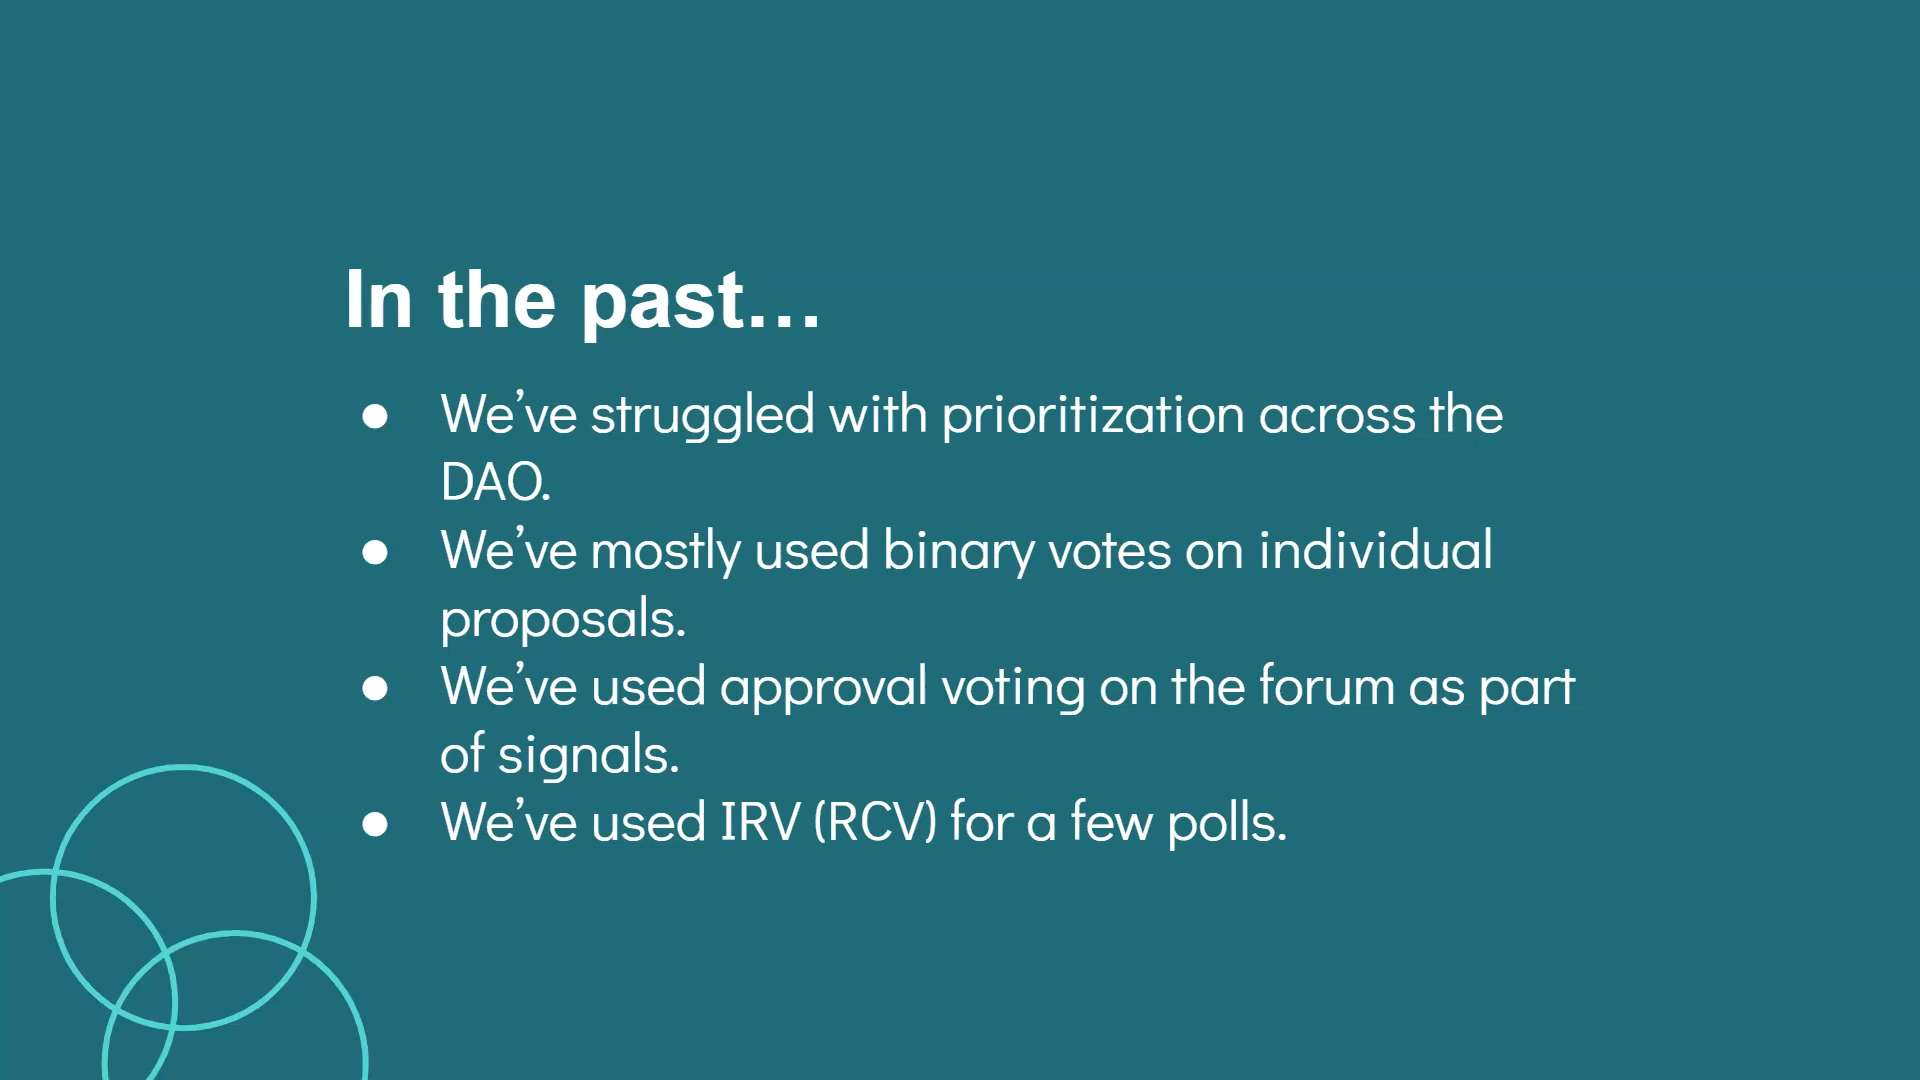 In the past…
● We’ve struggled with prioritization across the
DAO.
● We’ve mostly used binary votes on individual
proposals.
● We’ve used approval voting on the forum as part
of signals.
● We’ve used IRV (RCV) for a few polls.